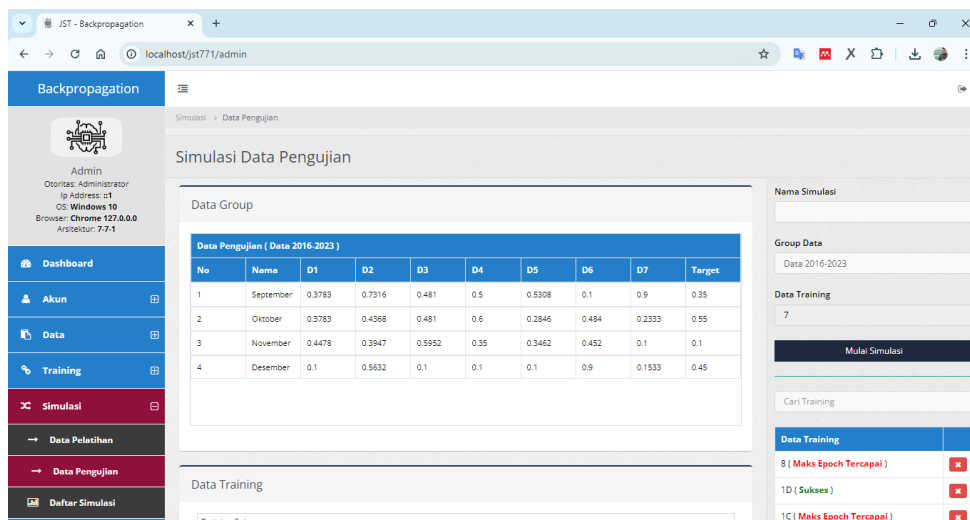 JST - Backpropagation
localhost/jst771/admin
Backpropagation
Admin
Otoritas: Administrator
Ip Address: ::1
OS: Windows 10
Browser: Chrome 127.0.0.0
Arsitektur: 7-7-1
Dashboard
Akun
Data
Training
Simulasi
Data Pelatihan
Data Pengujian
Daftar Simulasi
Simulasi > Data Pengujian
Simulasi Data Pengujian
Data Group
Data Pengujian ( Data 2016-2023 )
No Nama D1 D2 D3 D4 D5 D6 D7 Target
1 September 0.3783 0.7316 0.481 0.5 0.5308 0.1 0.9 0.35
2 Oktober 0.3783 0.4368 0.481 0.6 0.2846 0.484 0.2333 0.55
3 November 0.4478 0.3947 0.5952 0.35 0.3462 0.452 0.1 0.1
4 Desember 0.1 0.5632 0.1 0.1 0.1 0.9 0.1533 0.45
Data Training
Nama Simulasi
Group Data
Data 2016-2023
Data Training
7
Mulai Simulasi
Cari Training
Data Training
8 ( Maks Epoch Tercapai )
1D ( Sukses )
1C ( Maks Epoch Tercapai )